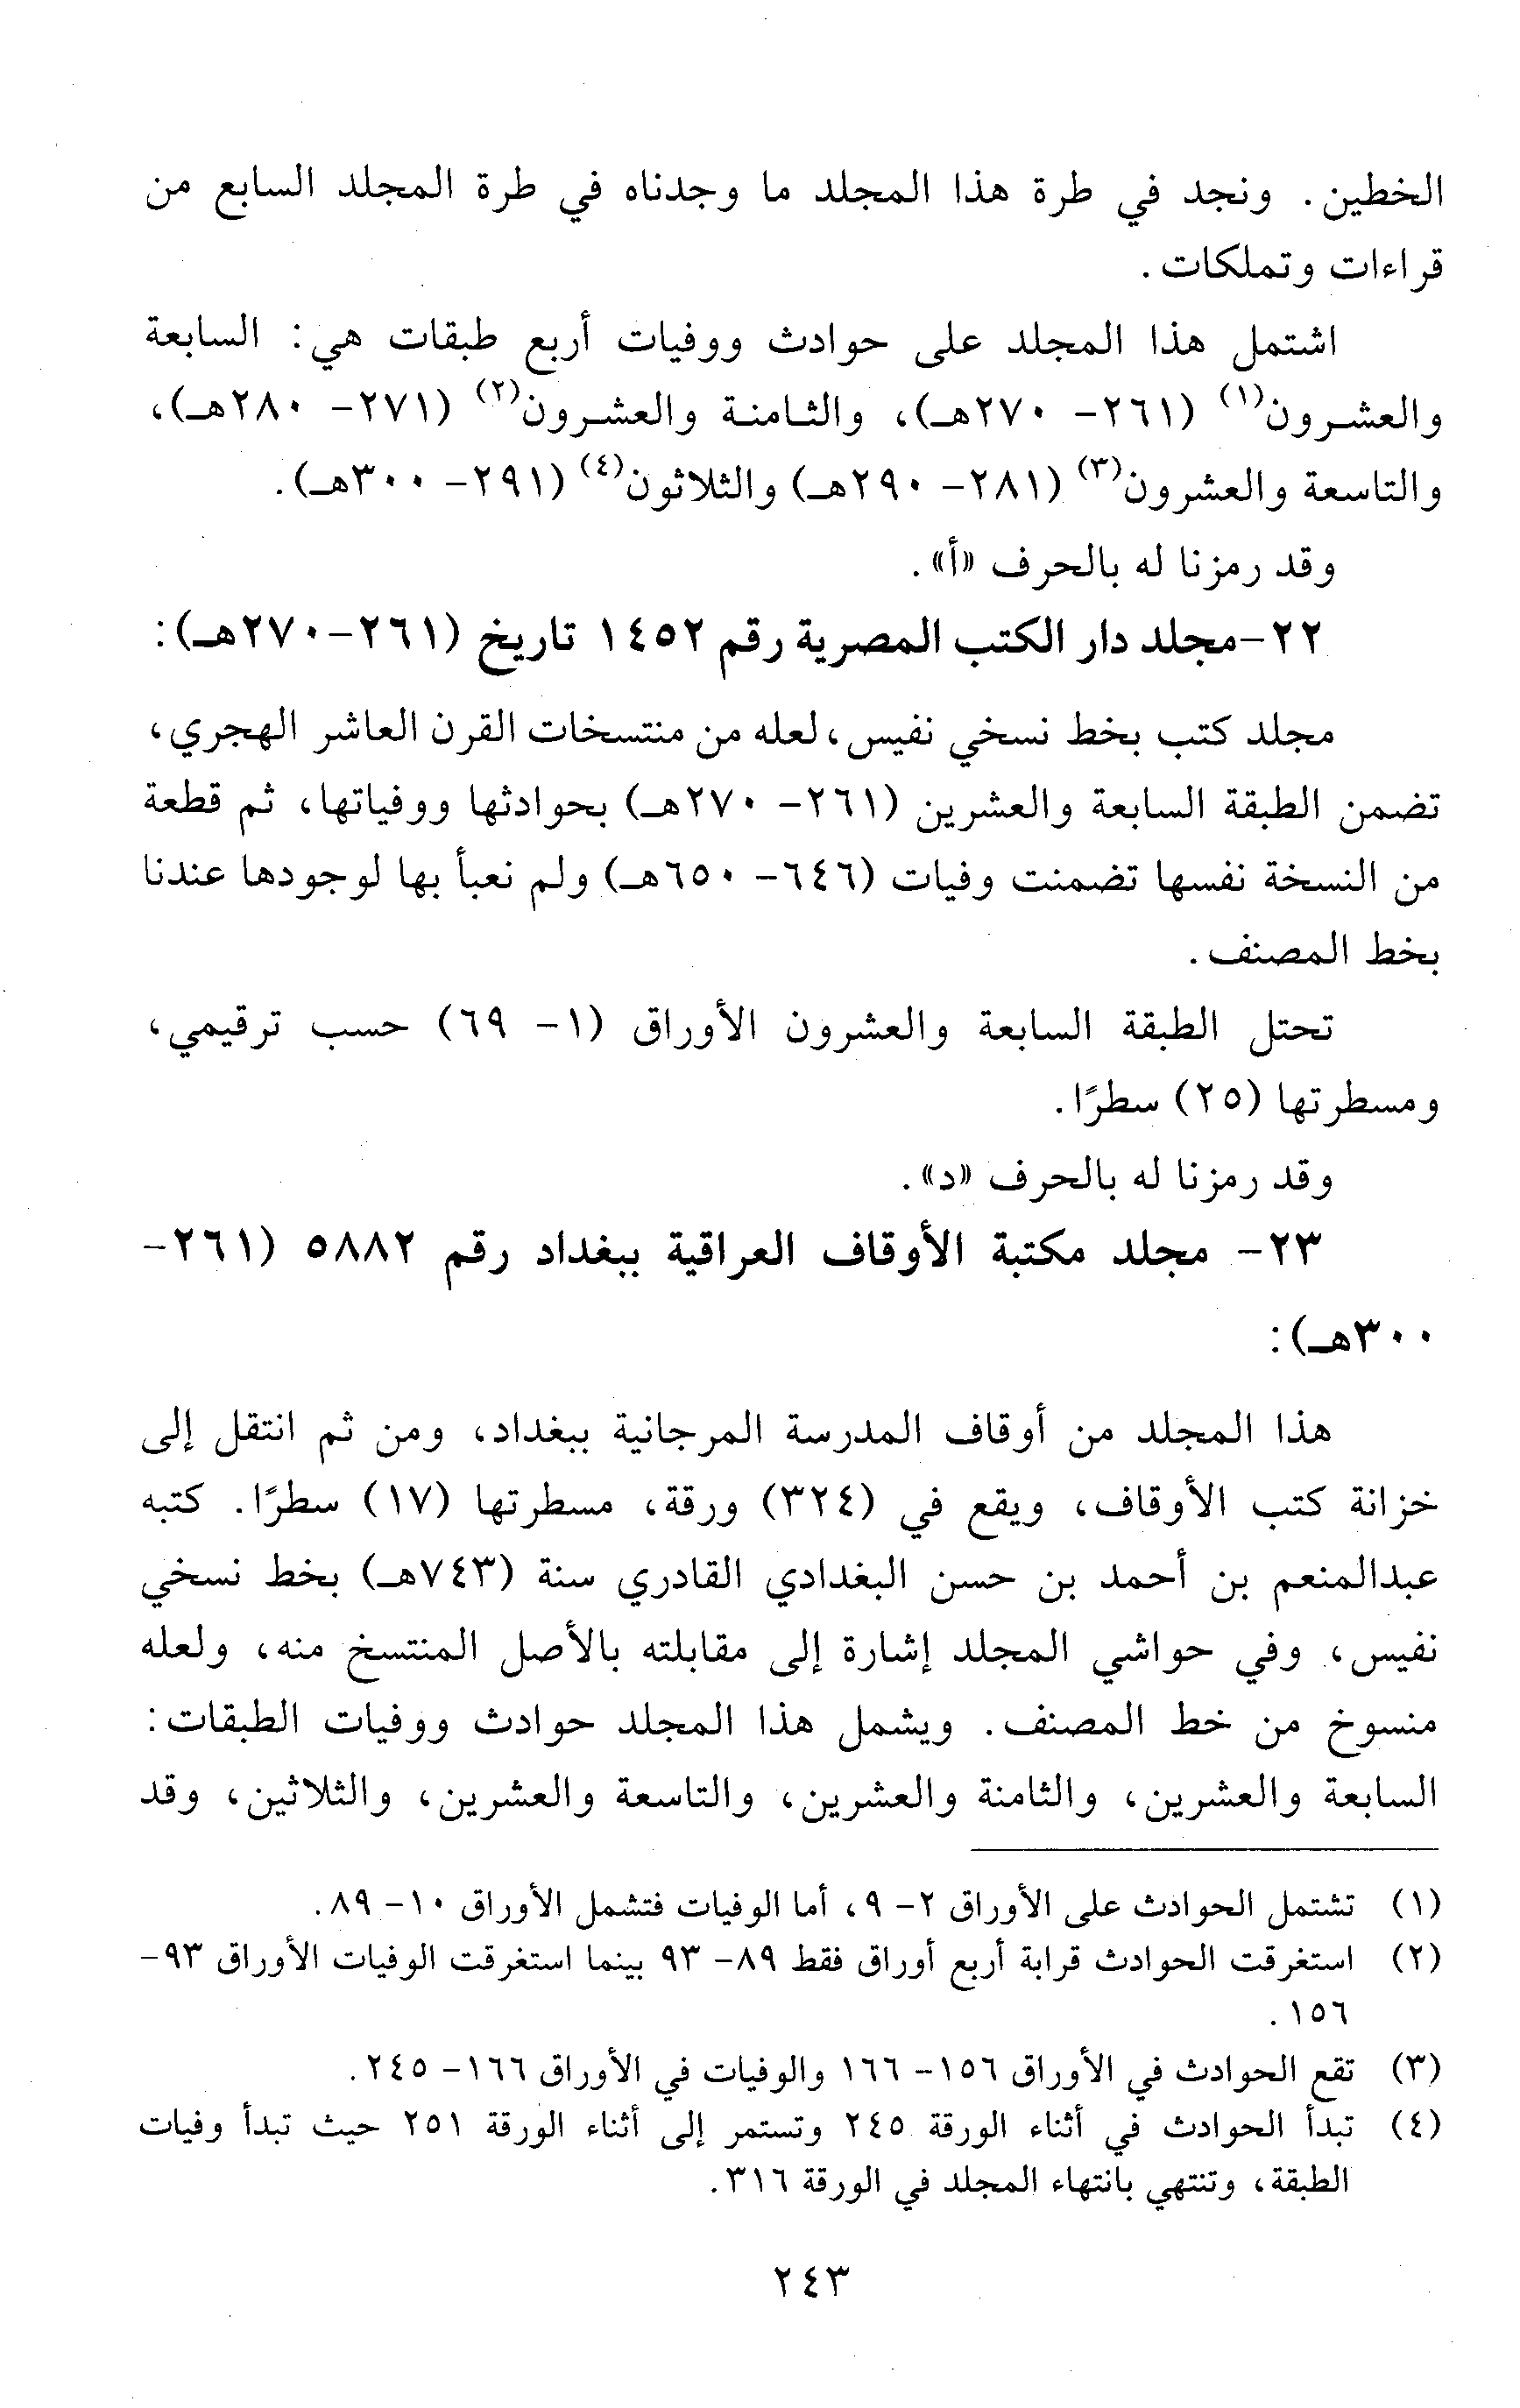 الخطين. ونجد في طرة هذا المجلد ما وجدناه في طرة المجلد السابع من
قراءات وتملكات.
اشتمل هذا المجلد على حوادث ووفيات أربع طبقات هي: السابعة
والعشرون(١) (٢٦١- ٢٧٠هـ)، والثامنة والعشرون(٢) (٢٧١- ٢٨٠هـ)،
والتاسعة والعشرون(٣) (٢٨١- ٢٩٠هـ) والثلاثون(٤) (٢٩١- ٣٠٠هـ).
وقد رمزنا له بالحرف «أ».
٢٢-مجلد دار الكتب المصرية رقم ١٤٥٢ تاريخ (٢٦١-٢٧٠هـ):
مجلد كتب بخط نسخي نفيس، لعله من منتسخات القرن العاشر الهجري،
تضمن الطبقة السابعة والعشرين (٢٦١- ٢٧٠هـ) بحوادثها ووفياتها، ثم قطعة
من النسخة نفسها تضمنت وفيات (٦٤٦- ٦٥٠هـ) ولم نعبأ بها لوجودها عندنا
بخط المصنف.
تحتل الطبقة السابعة والعشرون الأوراق (١- ٦٩) حسب ترقيمي،
ومسطرتها (٢٥) سطرًا.
وقد رمزنا له بالحرف «د».
٢٣- مجلد مكتبة الأوقاف العراقية ببغداد رقم ٥٨٨٢ (٢٦١-
٣٠٠هـ):
هذا المجلد من أوقاف المدرسة المرجانية ببغداد، ومن ثم انتقل إلى
خزانة كتب الأوقاف، ويقع في (٣٢٤) ورقة، مسطرتها (١٧) سطرًا. كتبه
عبدالمنعم بن أحمد بن حسن البغدادي القادري سنة (٧٤٣هـ) بخط نسخي
نفيس، وفي حواشي المجلد إشارة إلى مقابلته بالأصل المنتسخ منه، ولعله
منسوخ من خط المصنف. ويشمل هذا المجلد حوادث ووفيات الطبقات:
السابعة والعشرين، والثامنة والعشرين، والتاسعة والعشرين، والثلاثين، وقد
(١) تشتمل الحوادث على الأوراق ٢- ٩، أما الوفيات فتشمل الأوراق ١٠- ٨٩.
(٢) استغرقت الحوادث قرابة أربع أوراق فقط ٨٩- ٩٣ بينما استغرقت الوفيات الأوراق ٩٣-
١٥٦.
(٣) تقع الحوادث في الأوراق ١٥٦- ١٦٦ والوفيات في الأوراق ١٦٦- ٢٤٥.
(٤) تبدأ الحوادث في أثناء الورقة ٢٤٥ وتستمر إلى أثناء الورقة ٢٥١ حيث تبدأ وفيات
الطبقة، وتنتهي بانتهاء المجلد في الورقة ٣١٦.
٢٤٣